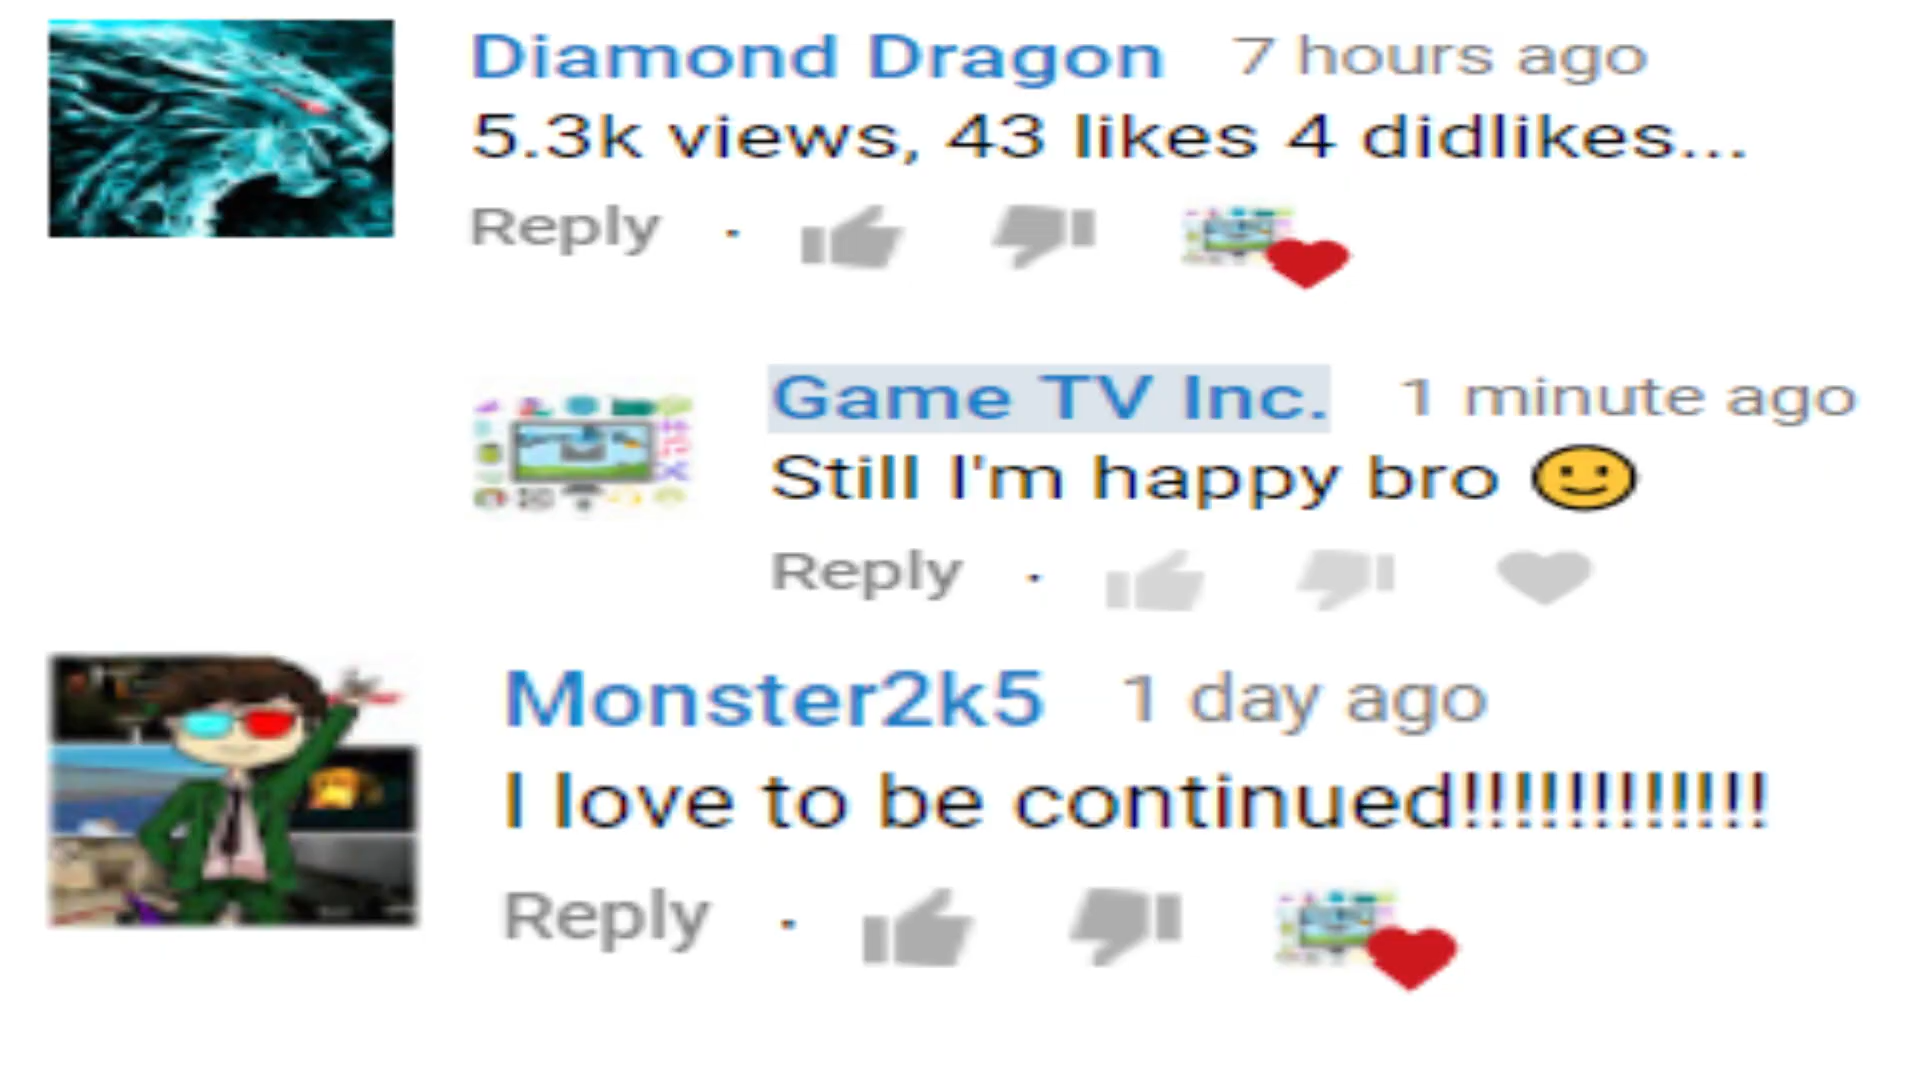 Diamond Dragon 7 hours ago
5.3k views, 43 likes 4 didlikes...
Reply ·
Game TV Inc. 1 minute ago
Still I'm happy bro 🙂
Reply ·
Monster2k5 1 day ago
I love to be continued!!!!!!!!!!!!
Reply ·